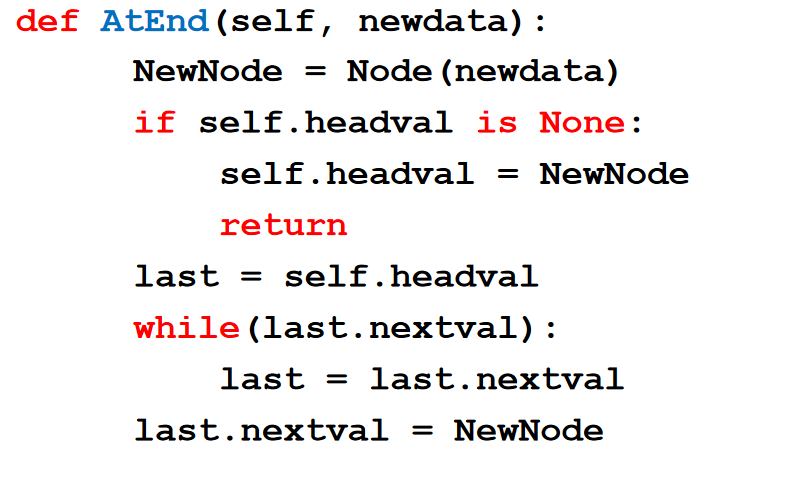 def AtEnd(self, newdata):
NewNode = Node(newdata)
if self.headval is None:
self.headval = NewNode
return
last = self.headval
while(last.nextval):
last = last.nextval
last.nextval = NewNode